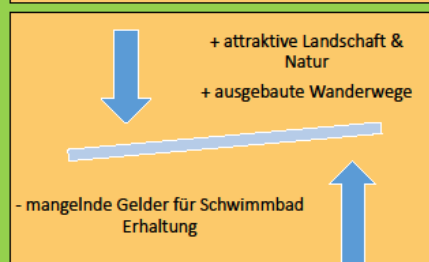 + attraktive Landschaft &
Natur
+ ausgebaute Wanderwege
- mangelnde Gelder für Schwimmbad
Erhaltung